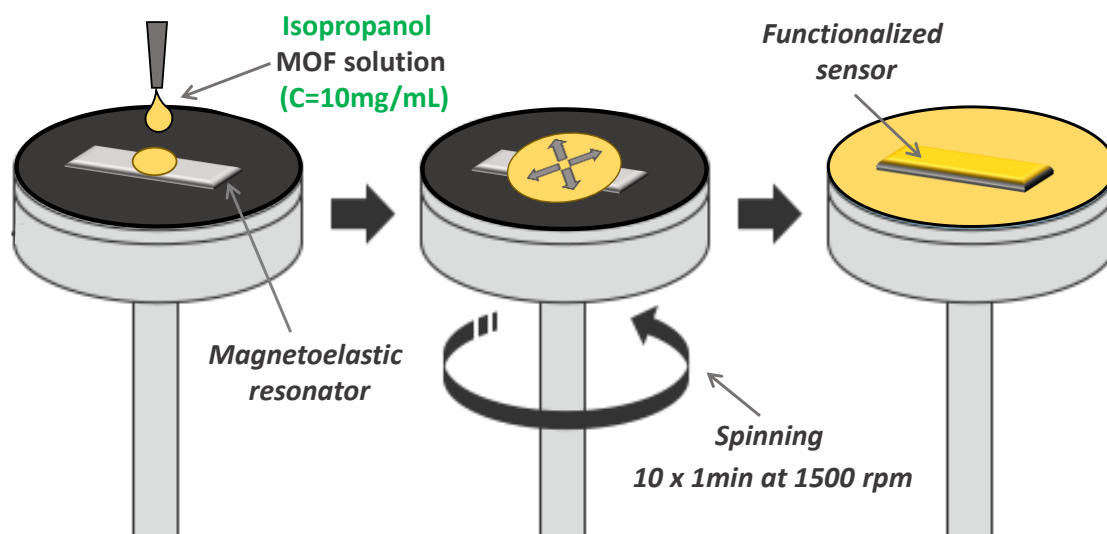 Isopropanol
MOF solution
(C=10mg/mL)
Functionalized
sensor
Magnetoelastic
resonator
Spinning
10 x 1min at 1500 rpm